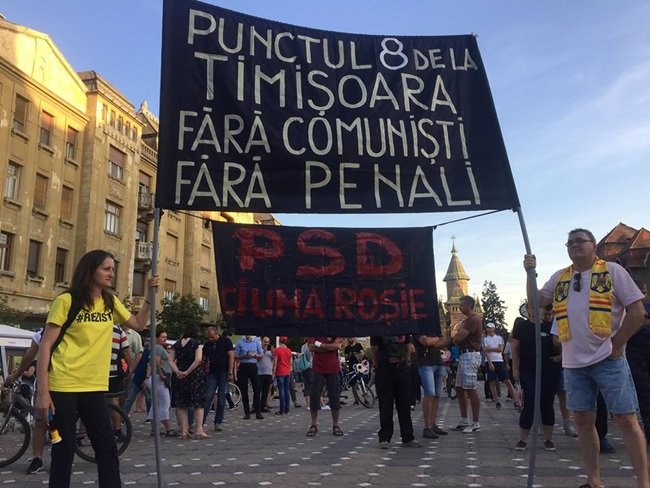 PUNCTUL 8 DE LA
TIMIȘOARA
FĂRĂ COMUNIȘTI
FĂRĂ PENALI
PSD
CIUMA ROȘIE
#REZIST